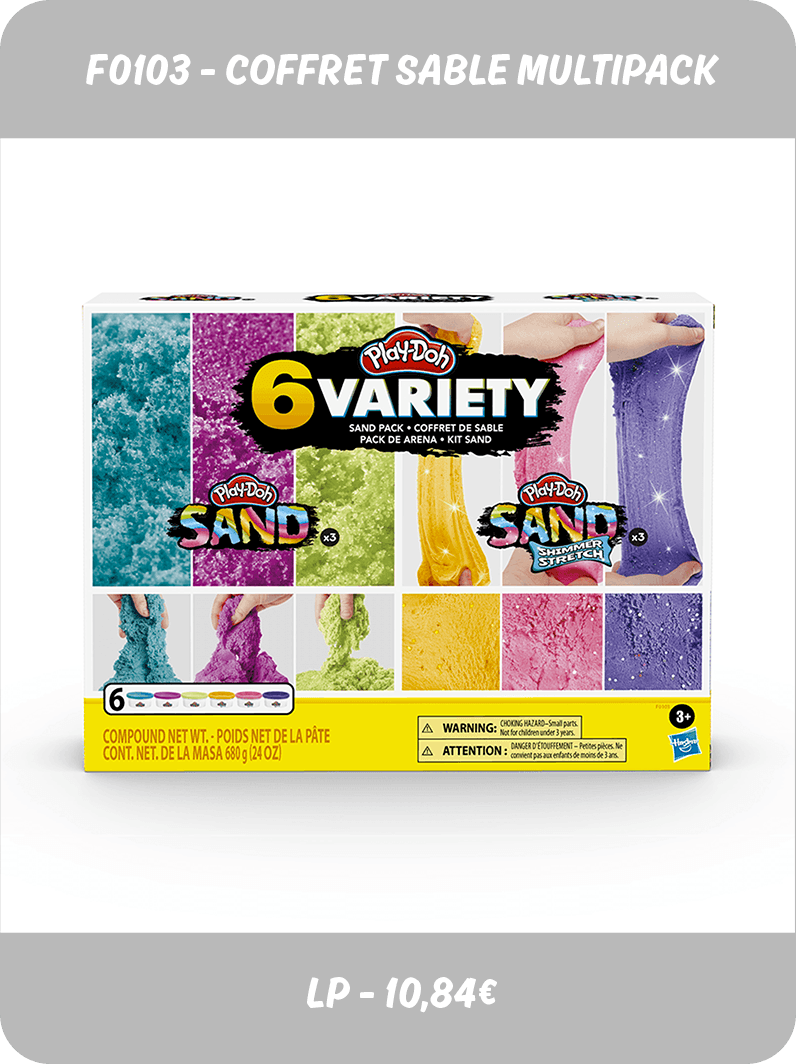 F0103 - COFFRET SABLE MULTIPACK
6 VARIETY
Play-Doh
6 VARIETY
SAND PACK • COFFRET DE SABLE
PACK DE ARENA • KIT SAND
Play-Doh
SAND x3
Play-Doh
SAND x3
SHIMMER
STRETCH
6
COMPOUND NET WT. · POIDS NET DE LA PÂTE
CONT. NET. DE LA MASA 680 g (24 OZ)
WARNING: CHOKING HAZARD–Small parts.
Not for children under 3 years.
ATTENTION : DANGER D'ÉTOUFFEMENT – Petites pièces. Ne
convient pas aux enfants de moins de 3 ans.
F0103
3+
Hasbro
LP - 10,84€